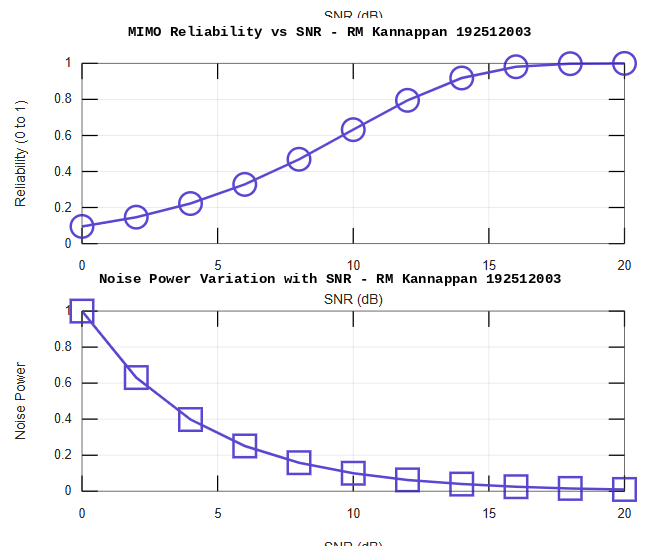 SNR (dB)
MIMO Reliability vs SNR - RM Kannappan 192512003
1
0.8
0.6
0.4
0.2
0
Reliability (0 to 1)
0 5 10 15 20
Noise Power Variation with SNR - RM Kannappan 192512003
SNR (dB)
1
0.8
0.6
0.4
0.2
0
Noise Power
0 5 10 15 20
SNR (dB)